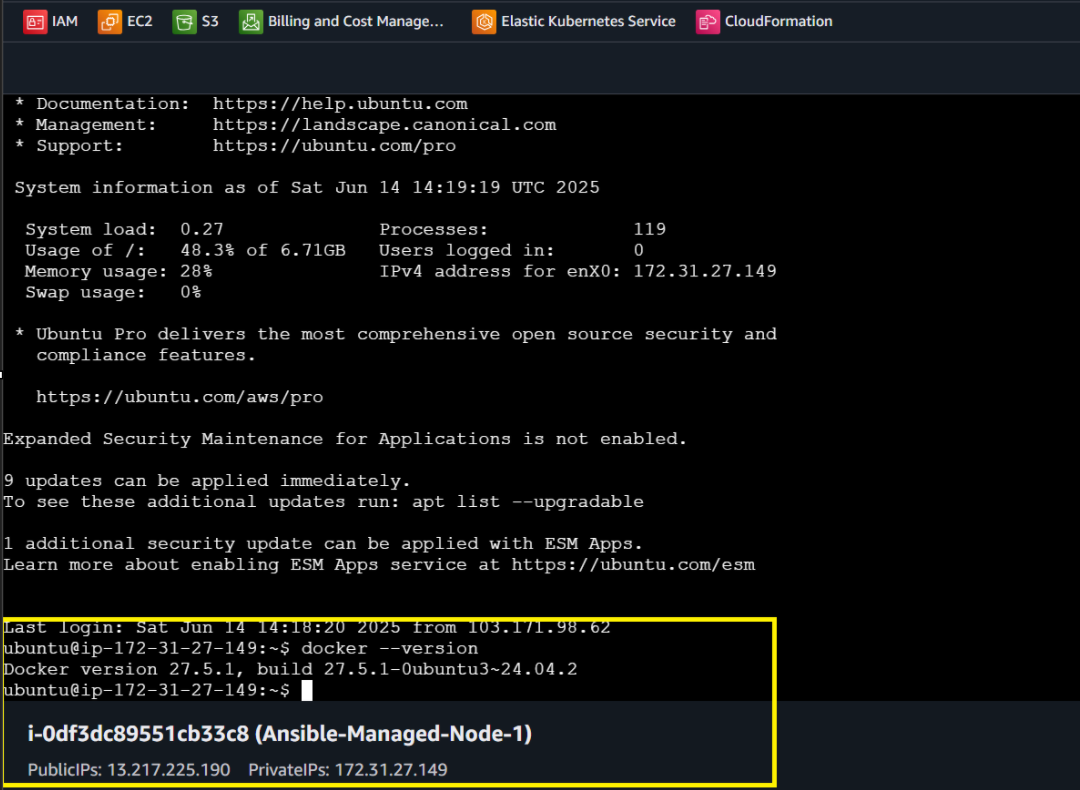 IAM EC2 S3 Billing and Cost Manage... Elastic Kubernetes Service CloudFormation
* Documentation: https://help.ubuntu.com
* Management: https://landscape.canonical.com
* Support: https://ubuntu.com/pro
System information as of Sat Jun 14 14:19:19 UTC 2025
System load: 0.27 Processes: 119
Usage of /: 48.3% of 6.71GB Users logged in: 0
Memory usage: 28% IPv4 address for enX0: 172.31.27.149
Swap usage: 0%
* Ubuntu Pro delivers the most comprehensive open source security and
compliance features.
https://ubuntu.com/aws/pro
Expanded Security Maintenance for Applications is not enabled.
9 updates can be applied immediately.
To see these additional updates run: apt list --upgradable
1 additional security update can be applied with ESM Apps.
Learn more about enabling ESM Apps service at https://ubuntu.com/esm
Last login: Sat Jun 14 14:18:20 2025 from 103.171.98.62
ubuntu@ip-172-31-27-149:~$ docker --version
Docker version 27.5.1, build 27.5.1-0ubuntu3~24.04.2
ubuntu@ip-172-31-27-149:~$
i-0df3dc89551cb33c8 (Ansible-Managed-Node-1)
PublicIPs: 13.217.225.190 PrivateIPs: 172.31.27.149